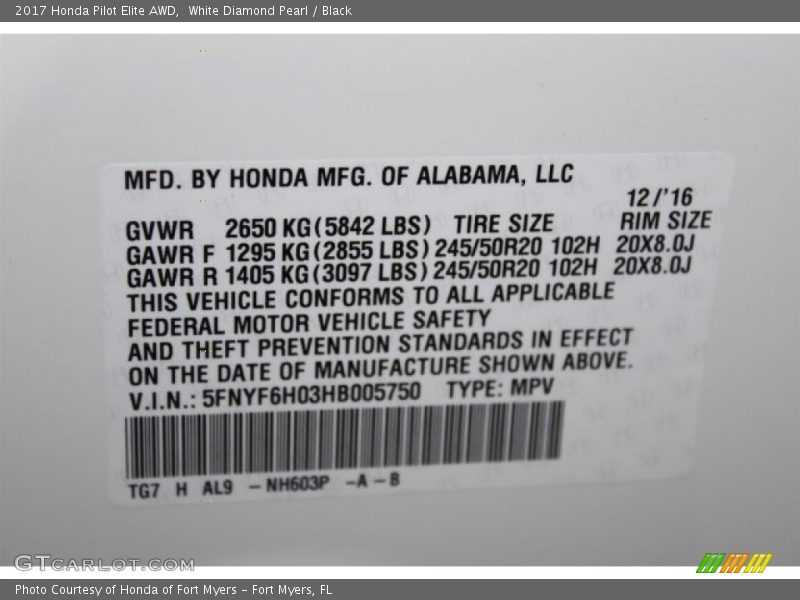 2017 Honda Pilot Elite AWD,  White Diamond Pearl / Black
MFD. BY HONDA MFG. OF ALABAMA, LLC
12/'16
GVWR 2650 KG (5842 LBS) TIRE SIZE RIM SIZE
GAWR F 1295 KG (2855 LBS) 245/50R20 102H 20X8.0J
GAWR R 1405 KG (3097 LBS) 245/50R20 102H 20X8.0J
THIS VEHICLE CONFORMS TO ALL APPLICABLE
FEDERAL MOTOR VEHICLE SAFETY
AND THEFT PREVENTION STANDARDS IN EFFECT
ON THE DATE OF MANUFACTURE SHOWN ABOVE.
V.I.N.: 5FNYF6H03HB005750 TYPE: MPV
TG7 H AL9 – NH603P –A – B
GTCARLOT.COM
Photo Courtesy of Honda of Fort Myers – Fort Myers, FL